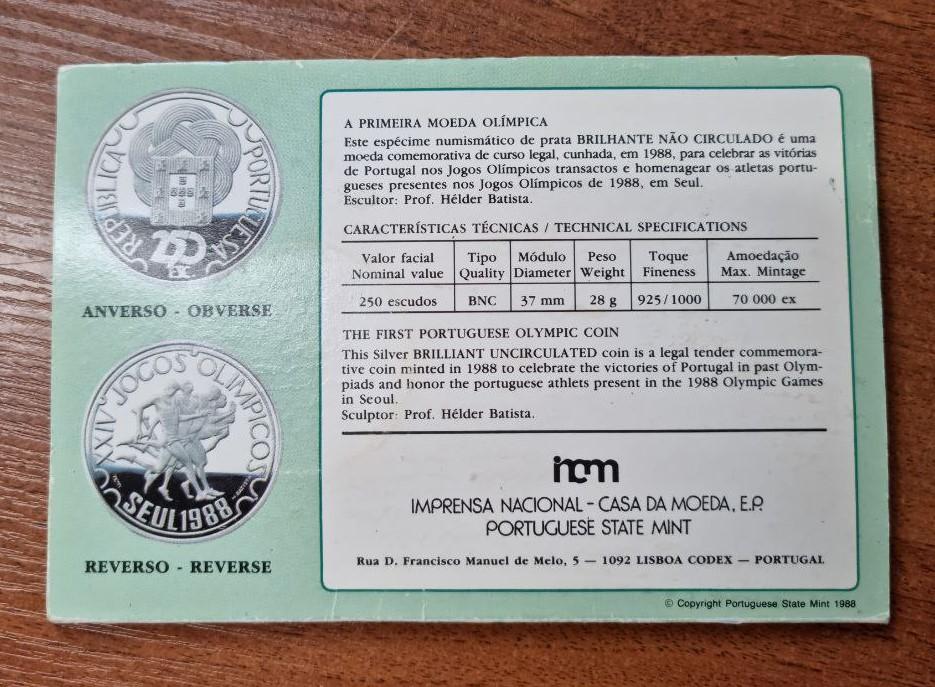 REPÚBLICA PORTUGUESA
250
ANVERSO - OBVERSE
XXIV JOGOS OLÍMPICOS
SEUL 1988
REVERSO - REVERSE
A PRIMEIRA MOEDA OLÍMPICA
Este espécime numismático de prata BRILHANTE NÃO CIRCULADO é uma
moeda comemorativa de curso legal, cunhada, em 1988, para celebrar as vitórias
de Portugal nos Jogos Olímpicos transactos e homenagear os atletas portu-
gueses presentes nos Jogos Olímpicos de 1988, em Seul.
Escultor: Prof. Hélder Batista.
CARACTERÍSTICAS TÉCNICAS / TECHNICAL SPECIFICATIONS
Valor facial Tipo Módulo Peso Toque Amoedação
Nominal value Quality Diameter Weight Fineness Max. Mintage
250 escudos BNC 37 mm 28 g 925/1000 70 000 ex
THE FIRST PORTUGUESE OLYMPIC COIN
This Silver BRILLIANT UNCIRCULATED coin is a legal tender commemora-
tive coin minted in 1988 to celebrate the victories of Portugal in past Olym-
piads and honor the portuguese athlets present in the 1988 Olympic Games
in Seoul.
Sculptor: Prof. Hélder Batista.
incm
IMPRENSA NACIONAL - CASA DA MOEDA, E.P.
PORTUGUESE STATE MINT
Rua D. Francisco Manuel de Melo, 5 — 1092 LISBOA CODEX — PORTUGAL
© Copyright Portuguese State Mint 1988